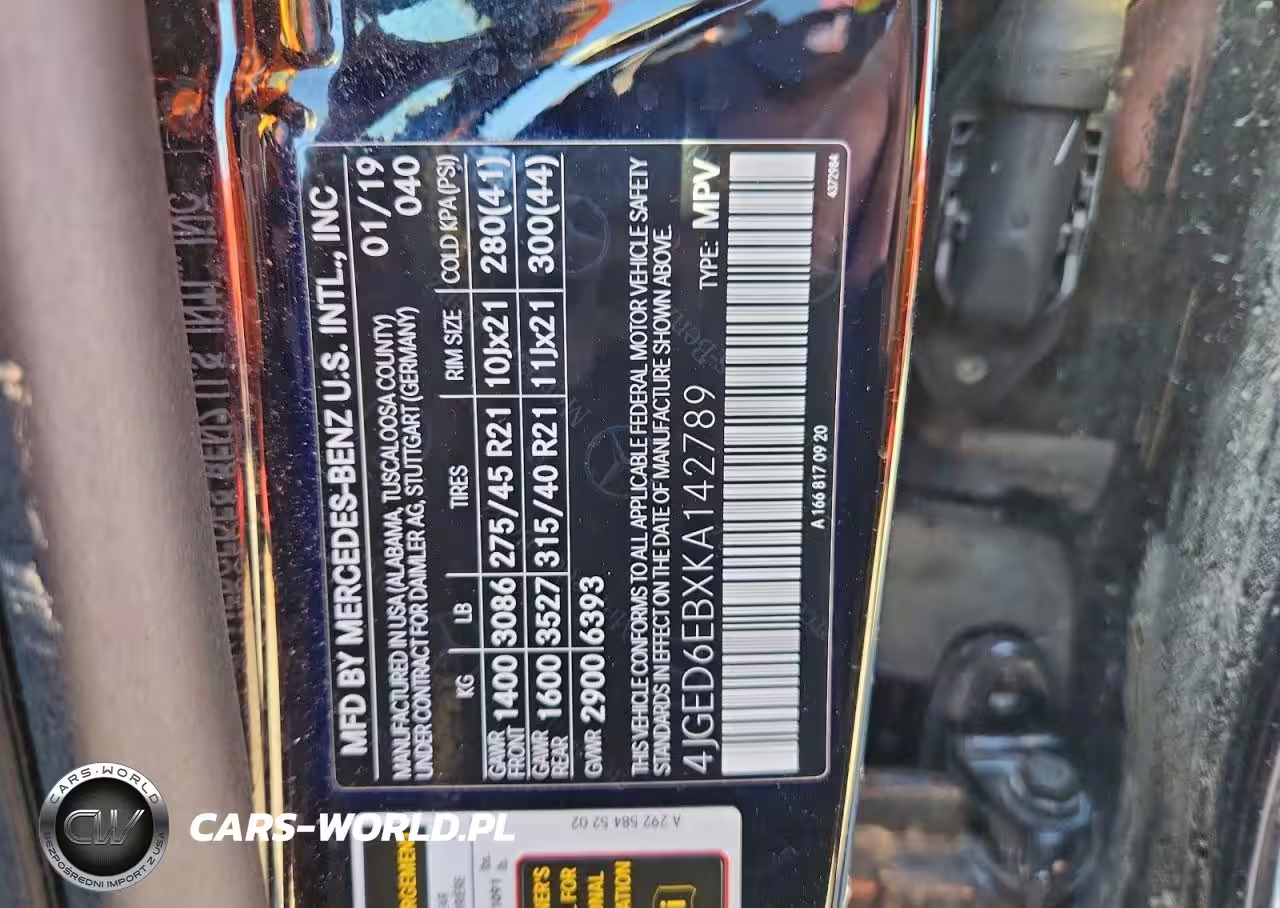 MFD BY MERCEDES-BENZ U.S. INTL., INC
01/19
MANUFACTURED IN USA (ALABAMA, TUSCALOOSA COUNTY)
UNDER CONTRACT FOR DAIMLER AG, STUTTGART (GERMANY)
040
KG LB TIRES RIM SIZE COLD KPA (PSI)
GAWR FRONT 1400 3086 275/45 R21 10Jx21 280(41)
GAWR REAR 1600 3527 315/40 R21 11Jx21 300(44)
GVWR 2900 6393
THIS VEHICLE CONFORMS TO ALL APPLICABLE FEDERAL MOTOR VEHICLE SAFETY
STANDARDS IN EFFECT ON THE DATE OF MANUFACTURE SHOWN ABOVE.
4JGED6EBXKA142789 TYPE: MPV
A 166 817 09 20
4372984
A 292 584 52 02
CARS-WORLD
CW
BEZPOŚREDNI IMPORT Z USA
CARS-WORLD.PL